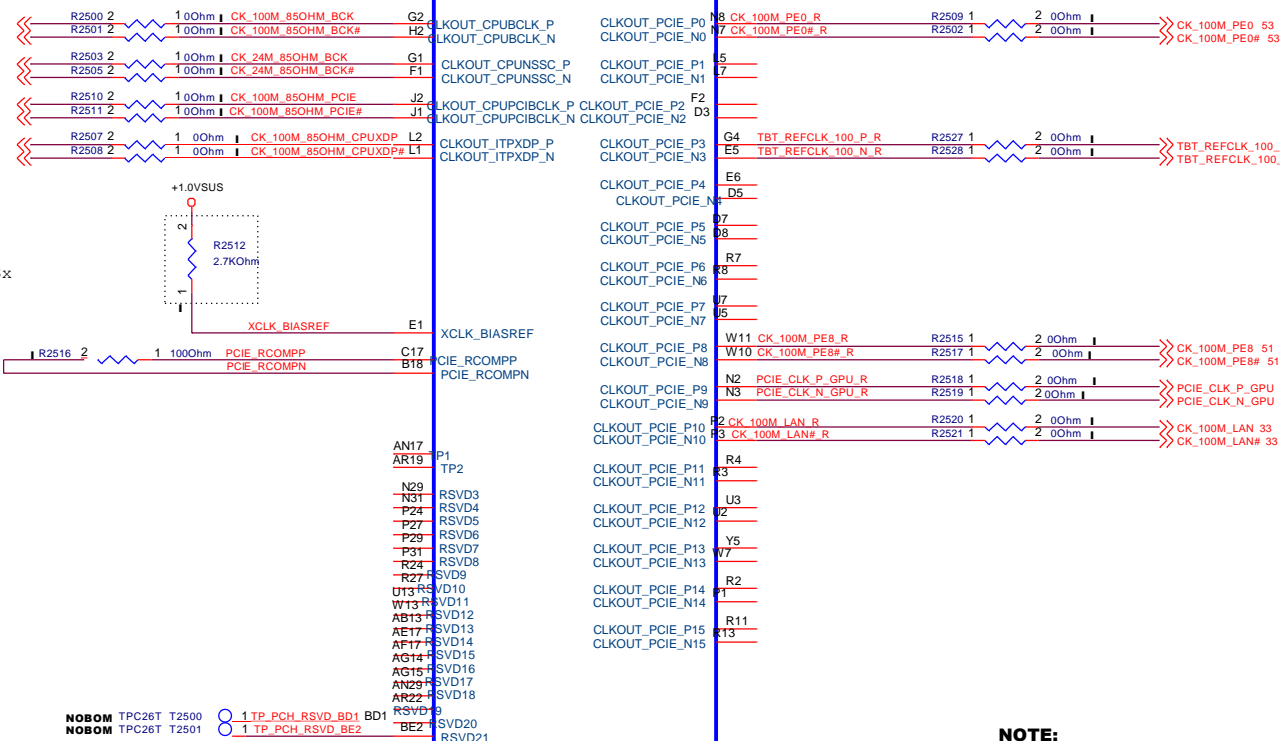 R2500 2 1 0Ohm CK_100M_85OHM_BCK G2 CLKOUT_CPUBCLK_P
R2501 2 1 0Ohm CK_100M_85OHM_BCK# H2 CLKOUT_CPUBCLK_N
R2503 2 1 0Ohm CK_24M_85OHM_BCK G1 CLKOUT_CPUNSSC_P
R2505 2 1 0Ohm CK_24M_85OHM_BCK# F1 CLKOUT_CPUNSSC_N
R2510 2 1 0Ohm CK_100M_85OHM_PCIE J2 CLKOUT_CPUPCIBCLK_P
R2511 2 1 0Ohm CK_100M_85OHM_PCIE# J1 CLKOUT_CPUPCIBCLK_N
R2507 2 1 0Ohm CK_100M_85OHM_CPUXDP L2 CLKOUT_ITPXDP_P
R2508 2 1 0Ohm CK_100M_85OHM_CPUXDP# L1 CLKOUT_ITPXDP_N
+1.0VSUS
2
R2512
2.7KOhm
1
x
XCLK_BIASREF E1 XCLK_BIASREF
R2516 2 1 100Ohm PCIE_RCOMPP C17 PCIE_RCOMPP
PCIE_RCOMPN B18 PCIE_RCOMPN
AN17 TP1
AR19 TP2
N29 RSVD3
N31 RSVD4
P24 RSVD5
P27 RSVD6
P29 RSVD7
P31 RSVD8
R24 RSVD9
R27 RSVD10
U13 RSVD11
W13 RSVD12
AB13 RSVD13
AE17 RSVD14
AF17 RSVD15
AG14 RSVD16
AG15 RSVD17
AN29 RSVD18
AR22 RSVD19
NOBOM TPC26T T2500 1 TP_PCH_RSVD_BD1 BD1 RSVD20
NOBOM TPC26T T2501 1 TP_PCH_RSVD_BE2 BE2 RSVD21
CLKOUT_PCIE_P0 N8 CK_100M_PE0_R R2509 1 2 0Ohm CK_100M_PE0 53
CLKOUT_PCIE_N0 N7 CK_100M_PE0#_R R2502 1 2 0Ohm CK_100M_PE0# 53
CLKOUT_PCIE_P1 L5
CLKOUT_PCIE_N1 L7
CLKOUT_PCIE_P2 F2
CLKOUT_PCIE_N2 D3
CLKOUT_PCIE_P3 G4 TBT_REFCLK_100_P_R R2527 1 2 0Ohm TBT_REFCLK_100_
CLKOUT_PCIE_N3 E5 TBT_REFCLK_100_N_R R2528 1 2 0Ohm TBT_REFCLK_100_
CLKOUT_PCIE_P4 E6
CLKOUT_PCIE_N4 D5
CLKOUT_PCIE_P5 D7
CLKOUT_PCIE_N5 D8
CLKOUT_PCIE_P6 R7
CLKOUT_PCIE_N6 R8
CLKOUT_PCIE_P7 U7
CLKOUT_PCIE_N7 U5
CLKOUT_PCIE_P8 W11 CK_100M_PE8_R R2515 1 2 0Ohm CK_100M_PE8 51
CLKOUT_PCIE_N8 W10 CK_100M_PE8#_R R2517 1 2 0Ohm CK_100M_PE8# 51
CLKOUT_PCIE_P9 N2 PCIE_CLK_P_GPU_R R2518 1 2 0Ohm PCIE_CLK_P_GPU
CLKOUT_PCIE_N9 N3 PCIE_CLK_N_GPU_R R2519 1 2 0Ohm PCIE_CLK_N_GPU
CLKOUT_PCIE_P10 P2 CK_100M_LAN_R R2520 1 2 0Ohm CK_100M_LAN 33
CLKOUT_PCIE_N10 P3 CK_100M_LAN#_R R2521 1 2 0Ohm CK_100M_LAN# 33
CLKOUT_PCIE_P11 R4
CLKOUT_PCIE_N11 R3
CLKOUT_PCIE_P12 U3
CLKOUT_PCIE_N12 U2
CLKOUT_PCIE_P13 Y5
CLKOUT_PCIE_N13 W7
CLKOUT_PCIE_P14 R2
CLKOUT_PCIE_N14 P1
CLKOUT_PCIE_P15 R11
CLKOUT_PCIE_N15 R13
NOTE: